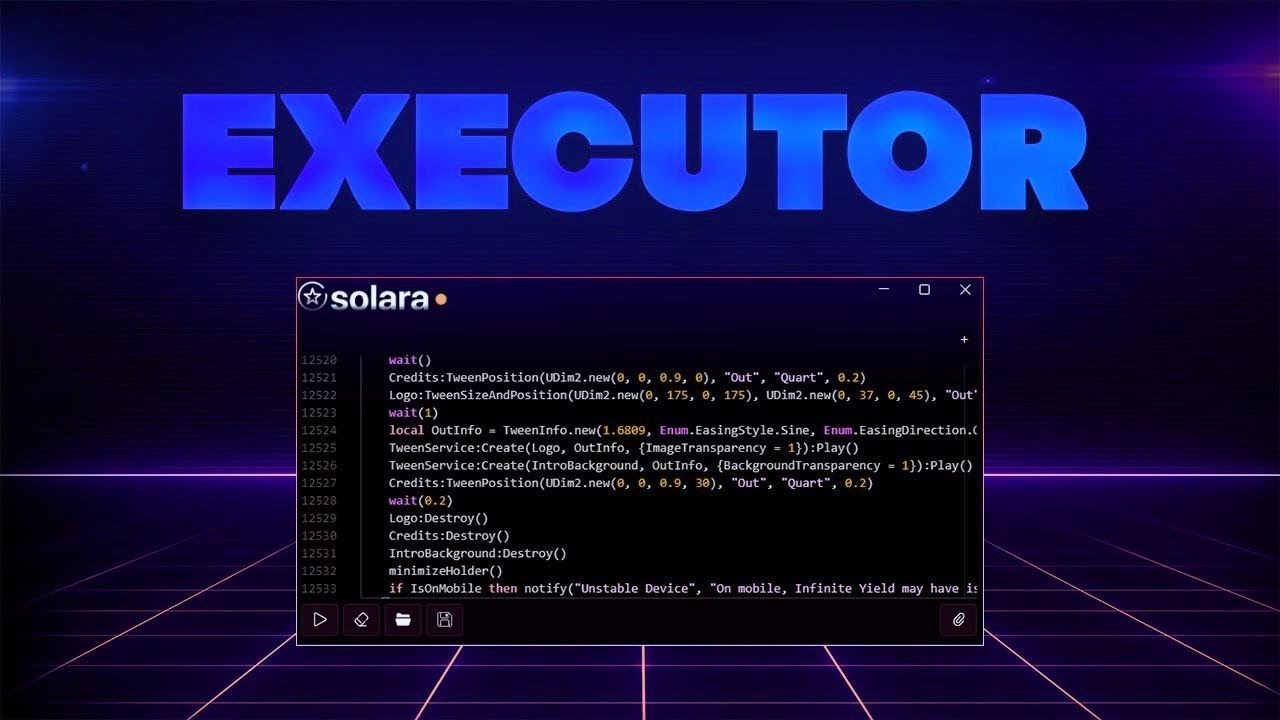 EXECUTOR
solara
12520 wait()
12521 Credits:TweenPosition(UDim2.new(0, 0, 0.9, 0), "Out", "Quart", 0.2)
12522 Logo:TweenSizeAndPosition(UDim2.new(0, 175, 0, 175), UDim2.new(0, 37, 0, 45), "Out"
12523 wait(1)
12524 local OutInfo = TweenInfo.new(1.6809, Enum.EasingStyle.Sine, Enum.EasingDirection.
12525 TweenService:Create(Logo, OutInfo, {ImageTransparency = 1}):Play()
12526 TweenService:Create(IntroBackground, OutInfo, {BackgroundTransparency = 1}):Play()
12527 Credits:TweenPosition(UDim2.new(0, 0, 0.9, 30), "Out", "Quart", 0.2)
12528 wait(0.2)
12529 Logo:Destroy()
12530 Credits:Destroy()
12531 IntroBackground:Destroy()
12532 minimizeHolder()
12533 if IsOnMobile then notify("Unstable Device", "On mobile, Infinite Yield may have is